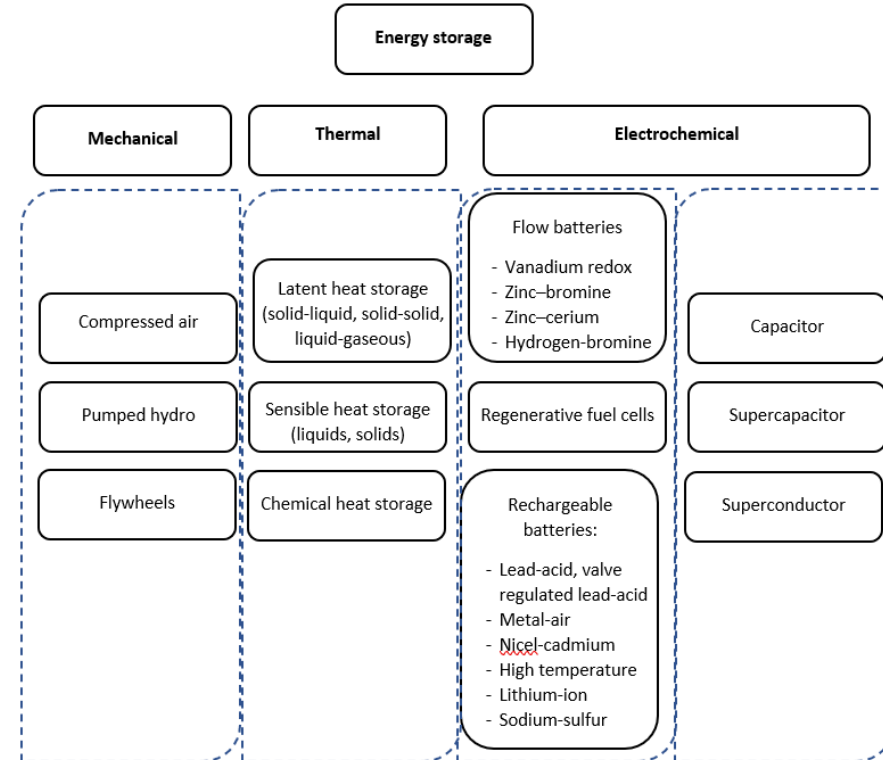 Energy storage
Mechanical
Thermal
Electrochemical
Compressed air
Pumped hydro
Flywheels
Latent heat storage
(solid-liquid, solid-solid,
liquid-gaseous)
Sensible heat storage
(liquids, solids)
Chemical heat storage
Flow batteries
- Vanadium redox
- Zinc–bromine
- Zinc–cerium
- Hydrogen-bromine
Regenerative fuel cells
Rechargeable
batteries:
- Lead-acid, valve
regulated lead-acid
- Metal-air
- Nicel-cadmium
- High temperature
- Lithium-ion
- Sodium-sulfur
Capacitor
Supercapacitor
Superconductor